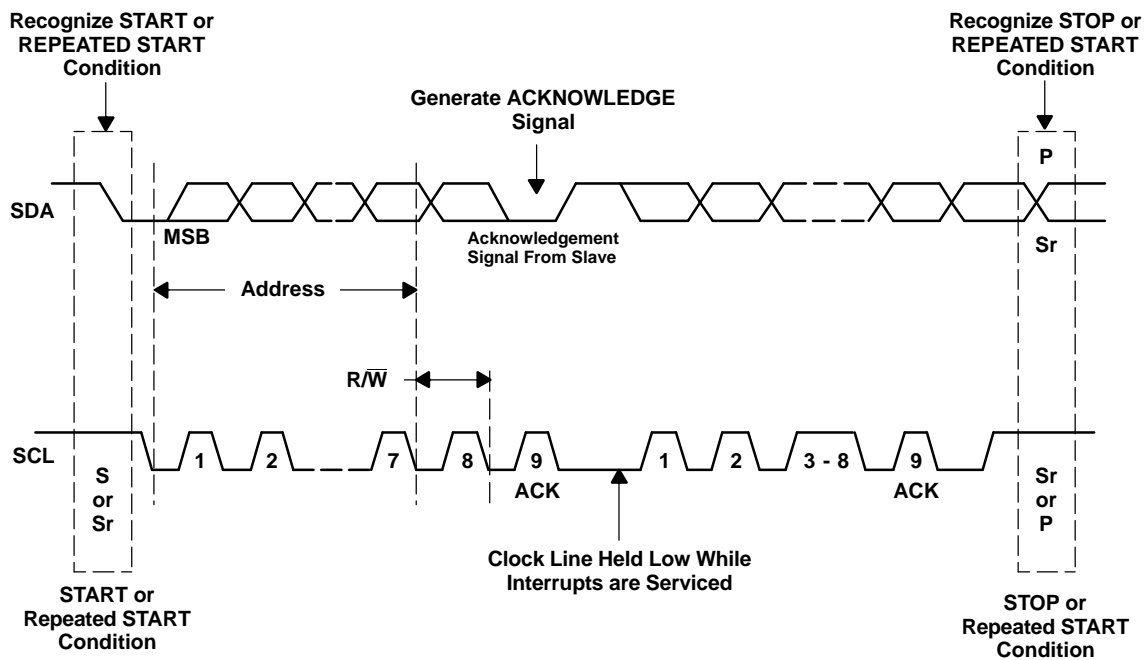 Recognize START or
REPEATED START
Condition
Recognize STOP or
REPEATED START
Condition
Generate ACKNOWLEDGE
Signal
P
SDA
MSB
Acknowledgement
Signal From Slave
Sr
Address
R/W̅
SCL
1
2
7
8
9
1
2
3 - 8
9
ACK
ACK
S
or
Sr
Sr
or
P
Clock Line Held Low While
Interrupts are Serviced
START or
Repeated START
Condition
STOP or
Repeated START
Condition